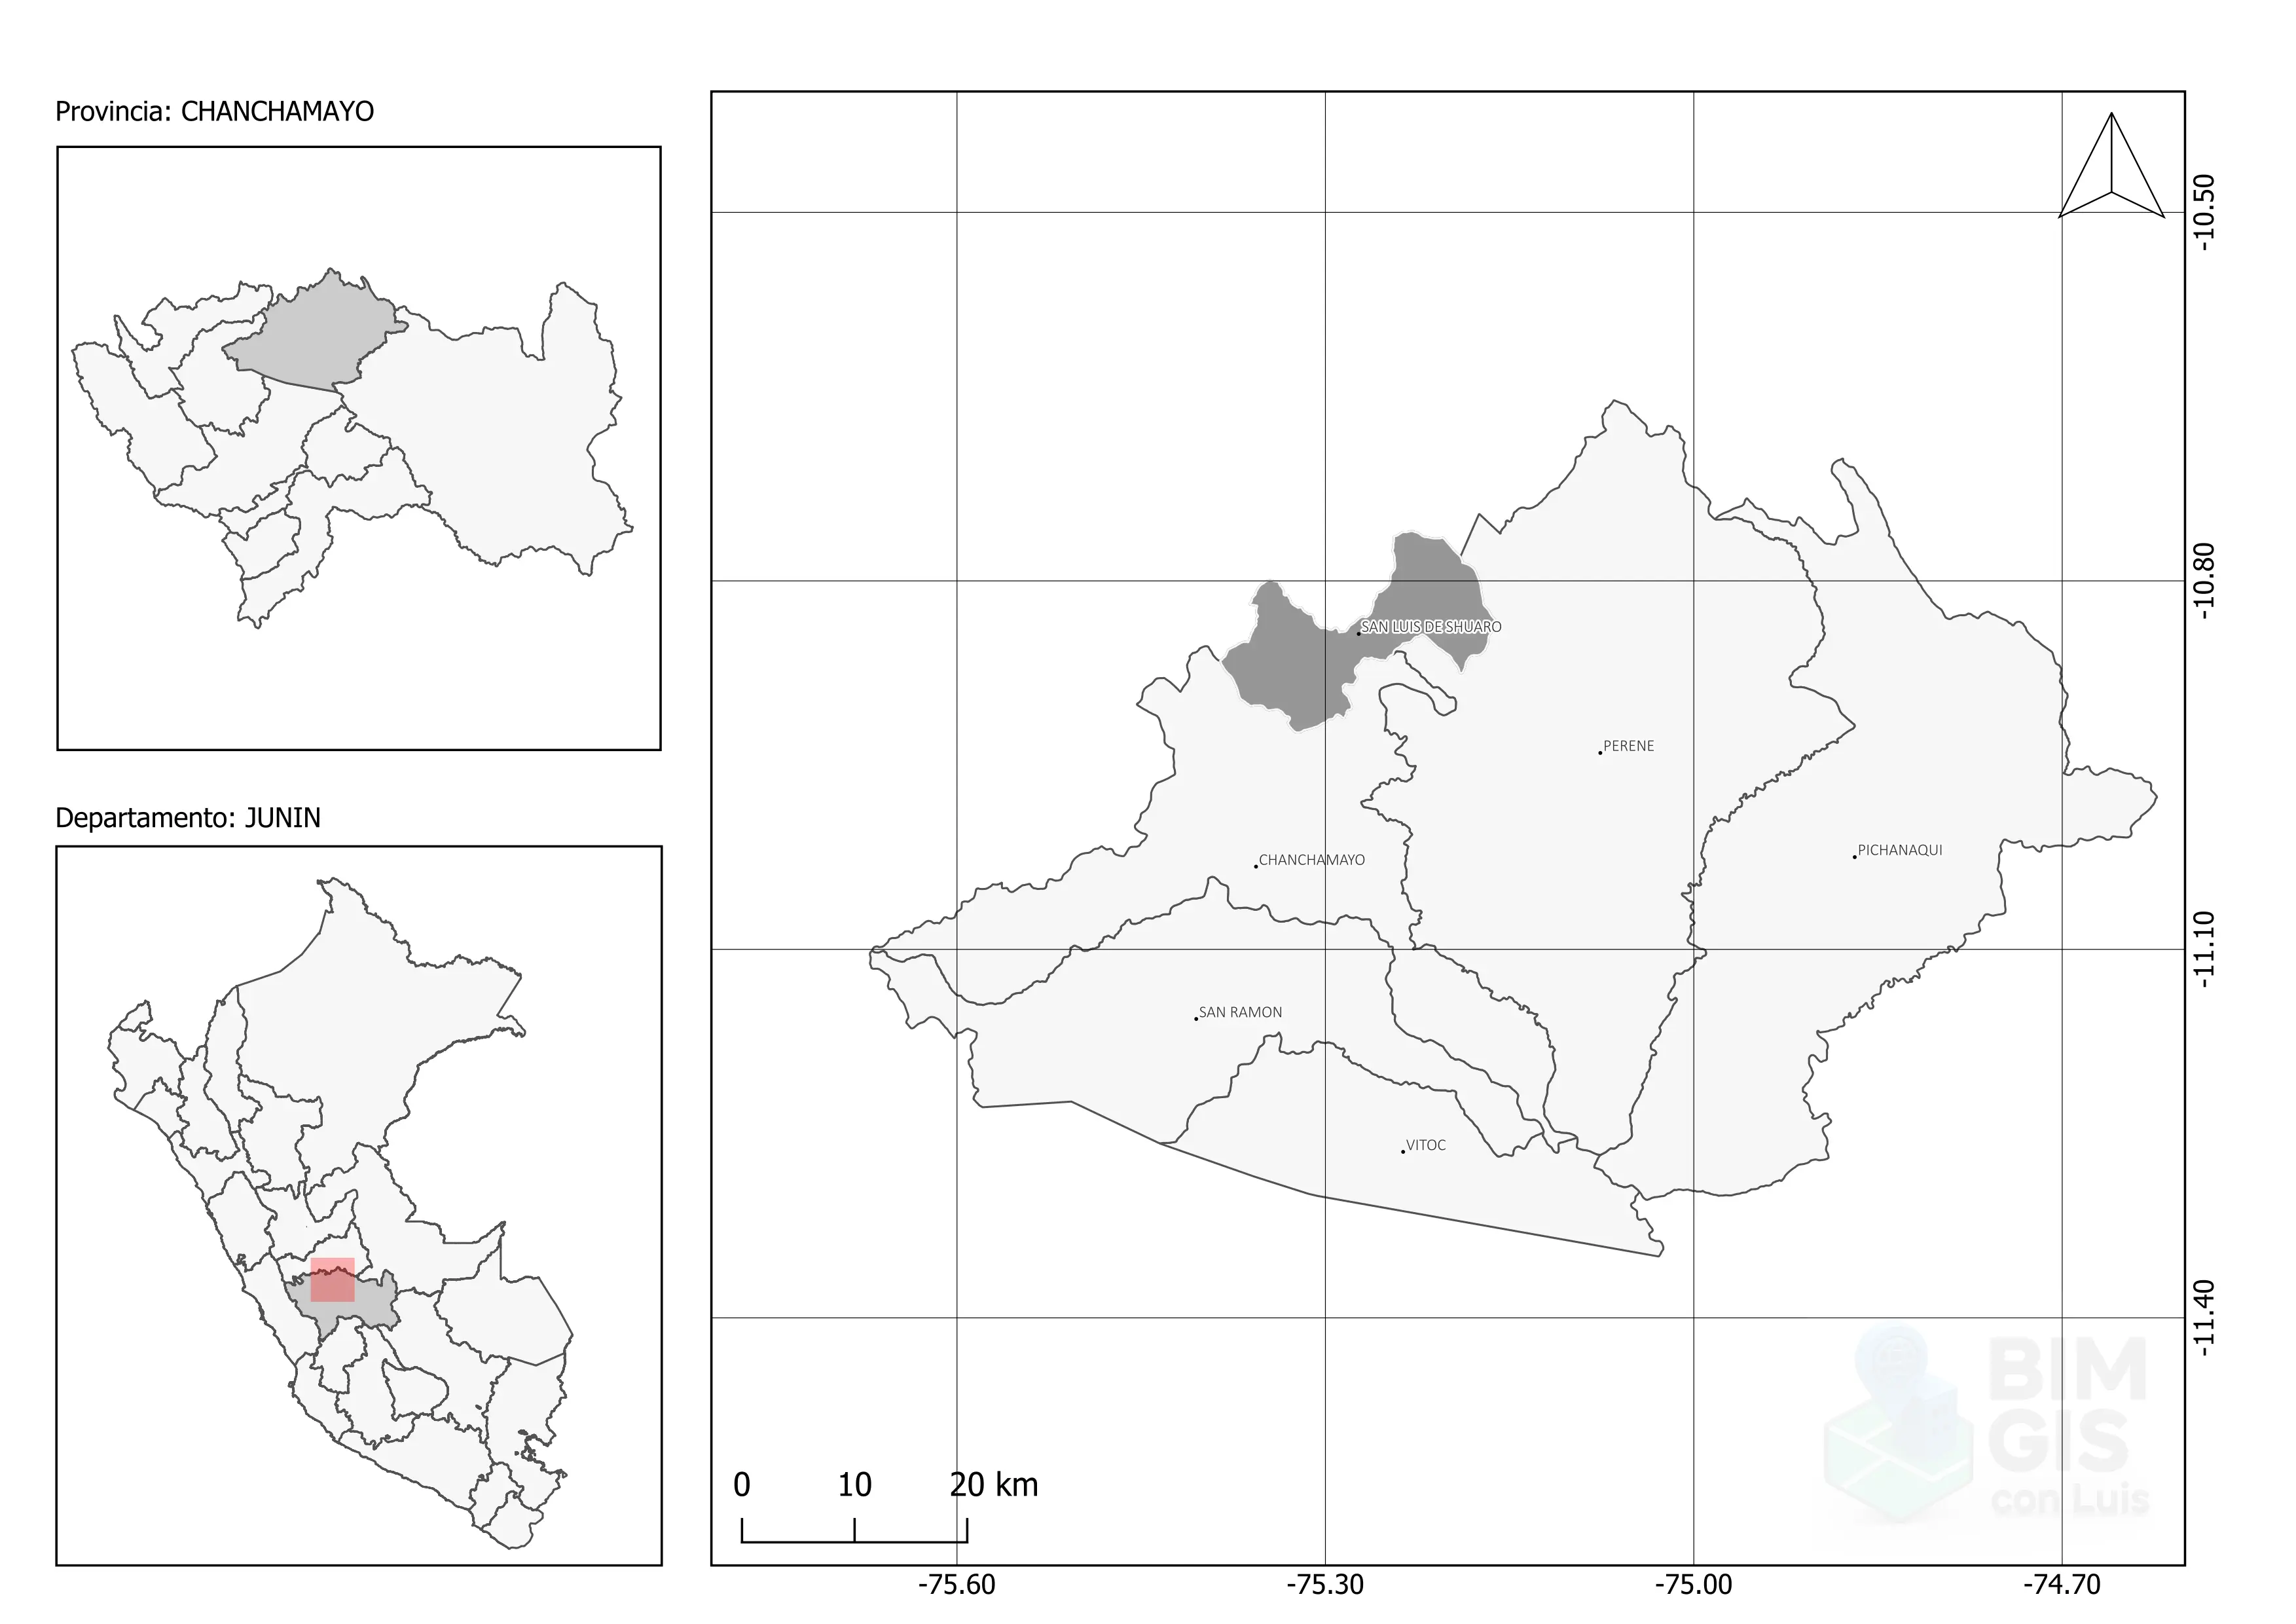 Provincia: CHANCHAMAYO
Departamento: JUNIN
-10.50
-10.80
-11.10
-11.40
SAN LUIS DE SHUARO
PERENE
PICHANAQUI
CHANCHAMAYO
SAN RAMON
VITOC
BIM
GIS
con Luis
0 10 20 km
-75.60 -75.30 -75.00 -74.70